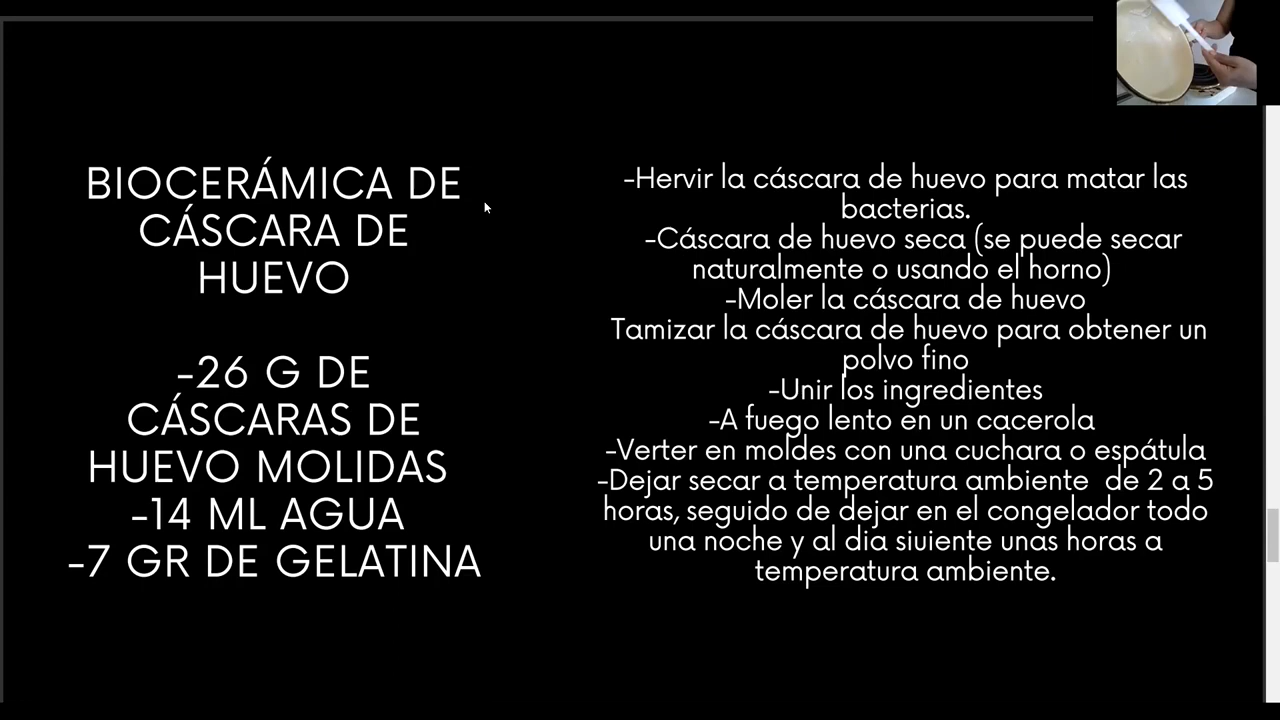 BIOCERÁMICA DE
CÁSCARA DE
HUEVO
-26 G DE
CÁSCARAS DE
HUEVO MOLIDAS
-14 ML AGUA
-7 GR DE GELATINA
-Hervir la cáscara de huevo para matar las
bacterias.
-Cáscara de huevo seca (se puede secar
naturalmente o usando el horno)
-Moler la cáscara de huevo
Tamizar la cáscara de huevo para obtener un
polvo fino
-Unir los ingredientes
-A fuego lento en un cacerola
-Verter en moldes con una cuchara o espátula
-Dejar secar a temperatura ambiente de 2 a 5
horas, seguido de dejar en el congelador todo
una noche y al dia siuiente unas horas a
temperatura ambiente.